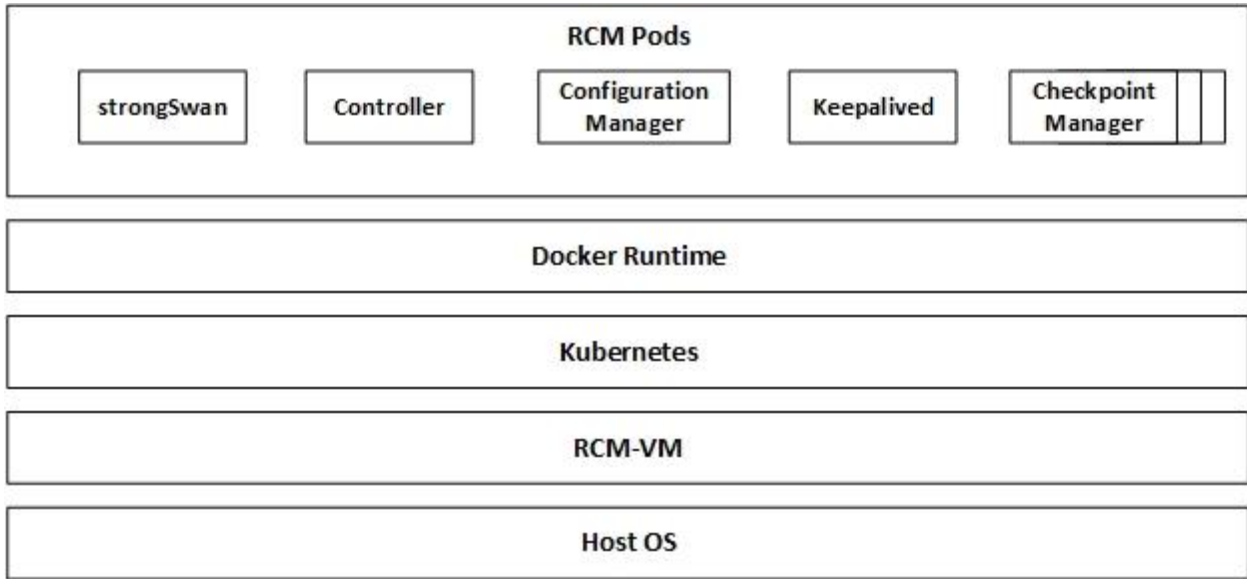 RCM Pods
strongSwan
Controller
Configuration
Manager
Keepalived
Checkpoint
Manager
Docker Runtime
Kubernetes
RCM-VM
Host OS